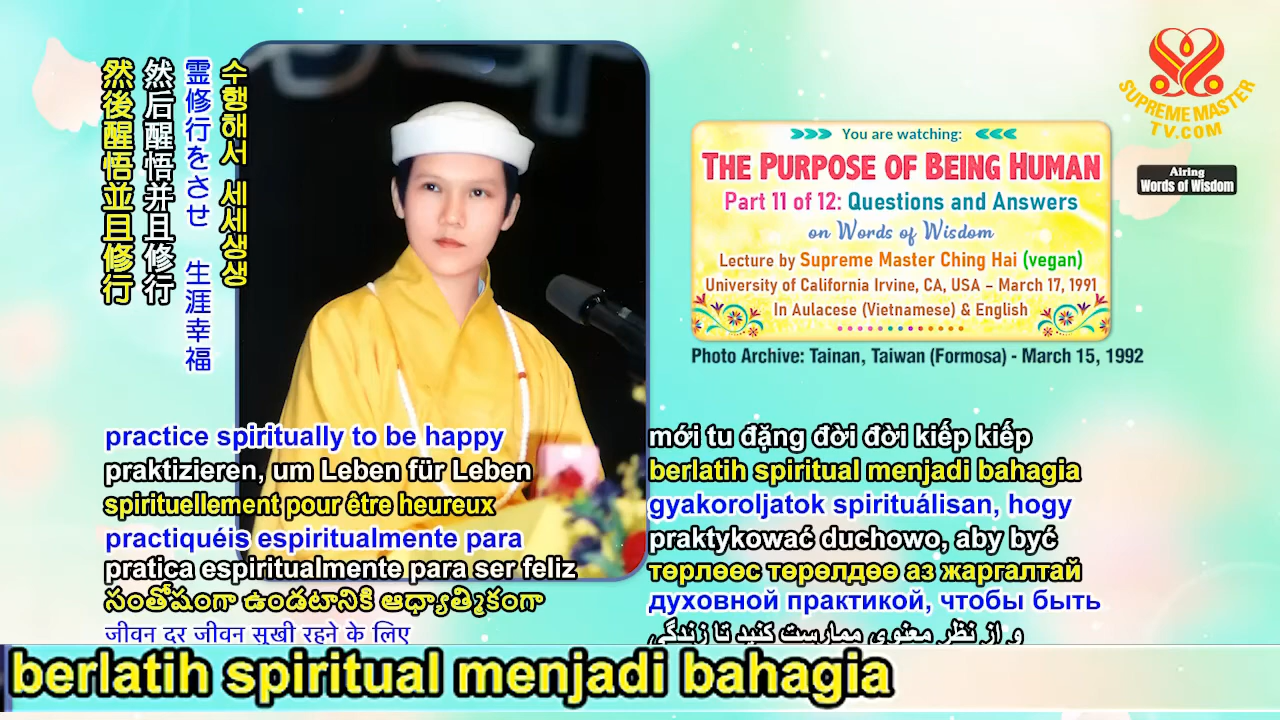 然後醒悟並且修行
然后醒悟并且修行
霊修行をさせ 生涯幸福
수행해서 세세생생
SUPREME MASTER
TV.COM
Airing
Words of Wisdom
You are watching:
THE PURPOSE OF BEING HUMAN
Part 11 of 12: Questions and Answers
on Words of Wisdom
Lecture by Supreme Master Ching Hai (vegan)
University of California Irvine, CA, USA – March 17, 1991
In Aulacese (Vietnamese) & English
Photo Archive: Tainan, Taiwan (Formosa) - March 15, 1992
practice spiritually to be happy
praktizieren, um Leben für Leben
spirituellement pour être heureux
practiquéis espiritualmente para
pratica espiritualmente para ser feliz
సంతోషంగా ఉండటానికి ఆధ్యాత్మికంగా
जीवन दर जीवन सुखी रहने के लिए
mới tu đặng đời đời kiếp kiếp
berlatih spiritual menjadi bahagia
gyakoroljatok spirituálisan, hogy
praktykować duchowo, aby być
төрлөөс төрөлдөө аз жаргалтай
духовной практикой, чтобы быть
و از نظر معنوی ممارست کنید تا زندگی
berlatih spiritual menjadi bahagia